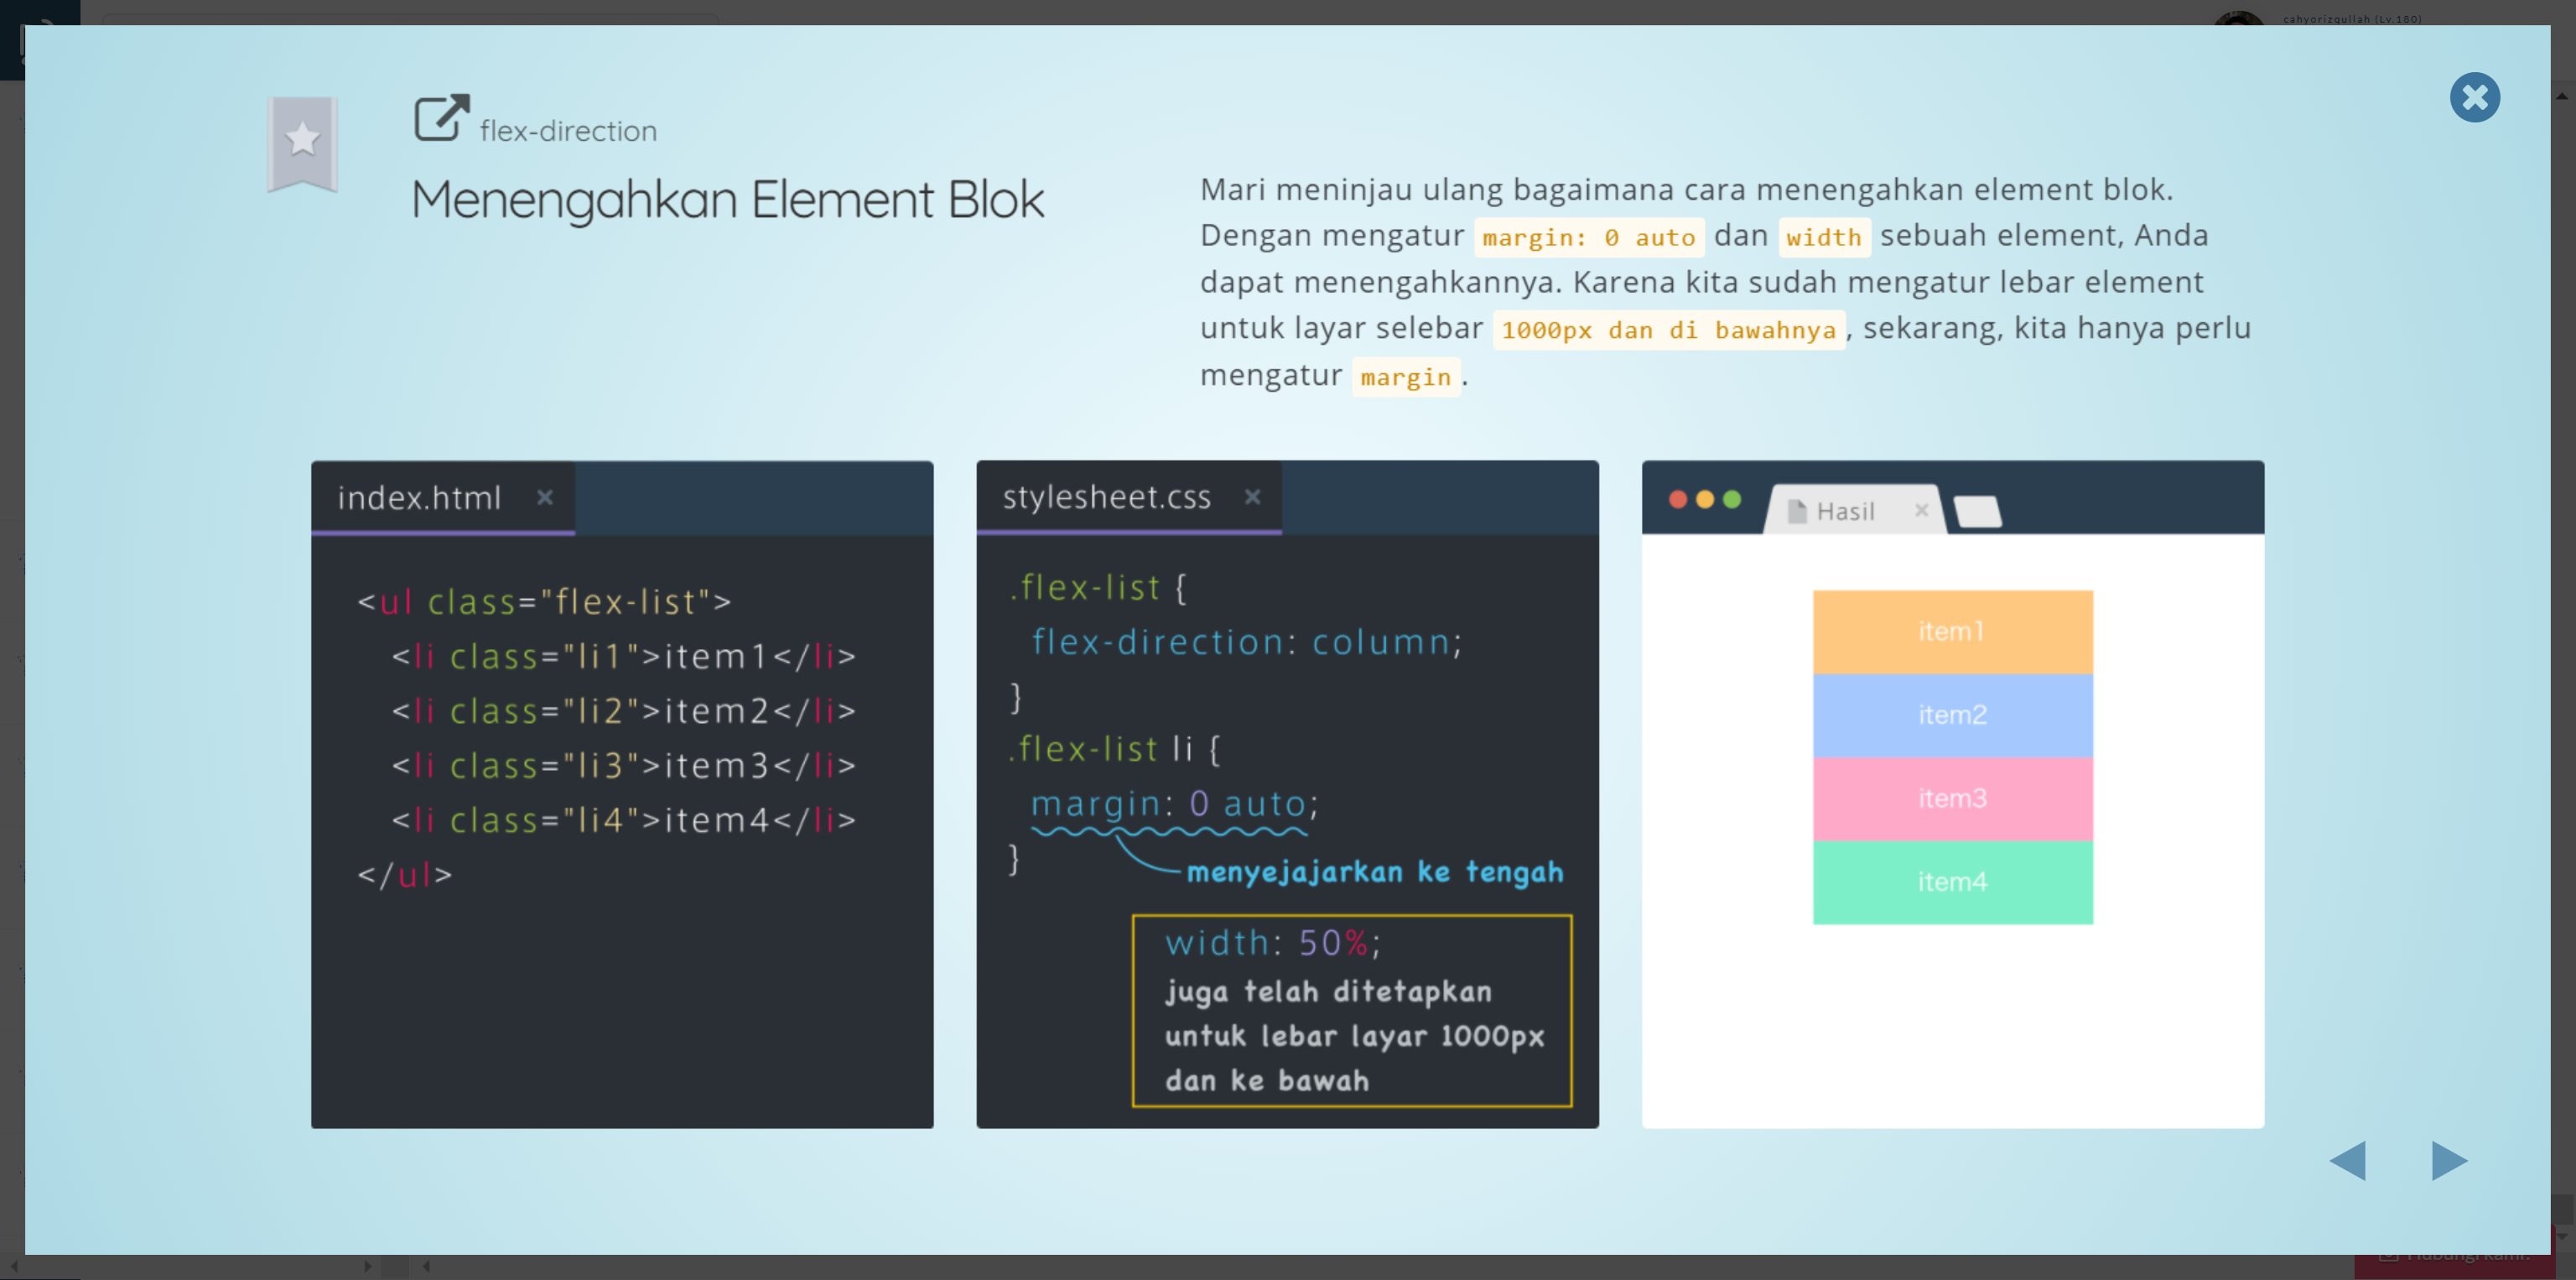 cahyorizqullah (Lv.180)
flex-direction
Menengahkan Element Blok
Mari meninjau ulang bagaimana cara menengahkan element blok.
Dengan mengatur margin: 0 auto dan width sebuah element, Anda
dapat menengahkannya. Karena kita sudah mengatur lebar element
untuk layar selebar 1000px dan di bawahnya, sekarang, kita hanya perlu
mengatur margin.
index.html ×
<ul class="flex-list">
<li class="li1">item1</li>
<li class="li2">item2</li>
<li class="li3">item3</li>
<li class="li4">item4</li>
</ul>
stylesheet.css ×
.flex-list {
flex-direction: column;
}
.flex-list li {
margin: 0 auto;
}
menyejajarkan ke tengah
width: 50%;
juga telah ditetapkan
untuk lebar layar 1000px
dan ke bawah
Hasil ×
item1
item2
item3
item4
Hubungi kami!